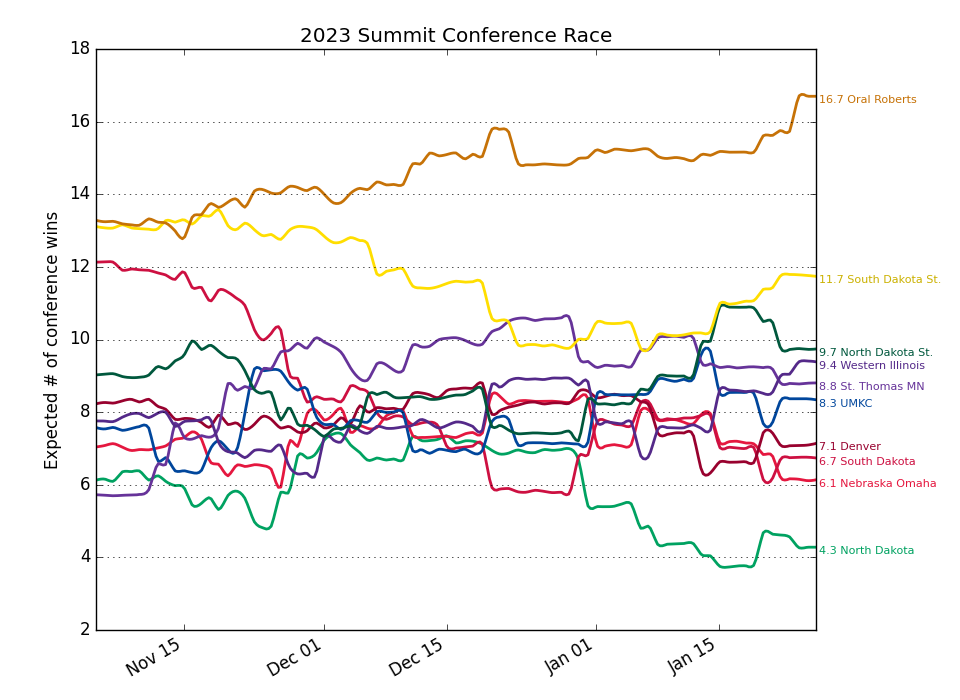 2023 Summit Conference Race
Expected # of conference wins
18
16
14
12
10
8
6
4
2
Nov 15
Dec 01
Dec 15
Jan 01
Jan 15
16.7 Oral Roberts
11.7 South Dakota St.
9.7 North Dakota St.
9.4 Western Illinois
8.8 St. Thomas MN
8.3 UMKC
7.1 Denver
6.7 South Dakota
6.1 Nebraska Omaha
4.3 North Dakota